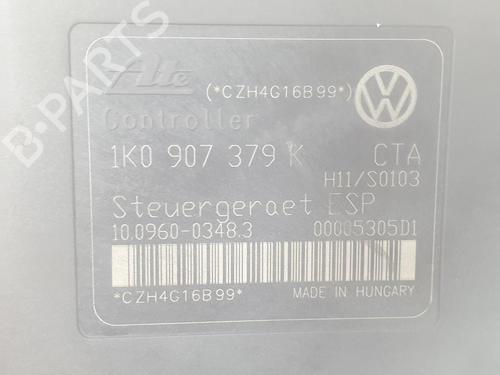 Ate (*CZH4G16B99*)
Controller
1K0 907 379 K CTA
H11/S0103
Steuergeraet ESP
10.0960-0348.3 00005305D1
*CZH4G16B99* MADE IN HUNGARY
B-PARTS